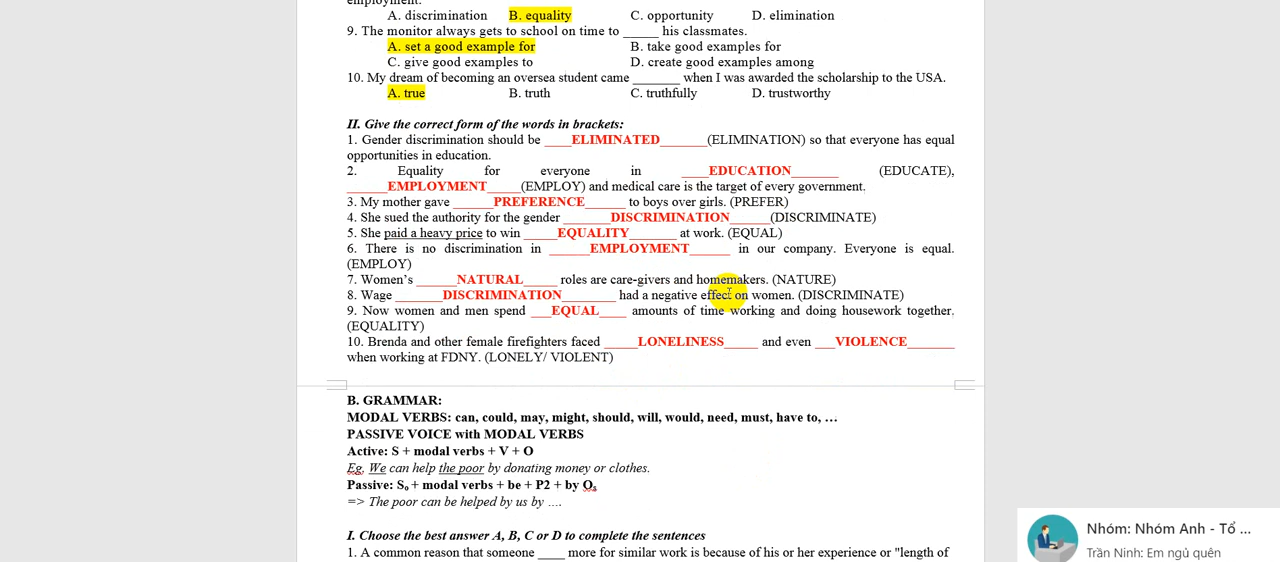 employment.
A. discrimination B. equality C. opportunity D. elimination
9. The monitor always gets to school on time to _____ his classmates.
A. set a good example for B. take good examples for
C. give good examples to D. create good examples among
10. My dream of becoming an oversea student came _______ when I was awarded the scholarship to the USA.
A. true B. truth C. truthfully D. trustworthy
II. Give the correct form of the words in brackets:
1. Gender discrimination should be ____ELIMINATED_______(ELIMINATION) so that everyone has equal
opportunities in education.
2. Equality for everyone in ____EDUCATION_______ (EDUCATE),
______EMPLOYMENT_____(EMPLOY) and medical care is the target of every government.
3. My mother gave ______PREFERENCE______ to boys over girls. (PREFER)
4. She sued the authority for the gender _______DISCRIMINATION______(DISCRIMINATE)
5. She paid a heavy price to win _____EQUALITY_______ at work. (EQUAL)
6. There is no discrimination in ______EMPLOYMENT______ in our company. Everyone is equal.
(EMPLOY)
7. Women's ______NATURAL_____ roles are care-givers and homemakers. (NATURE)
8. Wage _______DISCRIMINATION________ had a negative effect on women. (DISCRIMINATE)
9. Now women and men spend ___EQUAL____ amounts of time working and doing housework together.
(EQUALITY)
10. Brenda and other female firefighters faced _____LONELINESS_____ and even ___VIOLENCE_______
when working at FDNY. (LONELY/ VIOLENT)
B. GRAMMAR:
MODAL VERBS: can, could, may, might, should, will, would, need, must, have to, …
PASSIVE VOICE with MODAL VERBS
Active: S + modal verbs + V + O
Eg. We can help the poor by donating money or clothes.
Passive: So + modal verbs + be + P2 + by Os
=> The poor can be helped by us by ….
I. Choose the best answer A, B, C or D to complete the sentences
1. A common reason that someone ____ more for similar work is because of his or her experience or "length of
Nhóm: Nhóm Anh - Tổ ...
Trần Ninh: Em ngủ quên